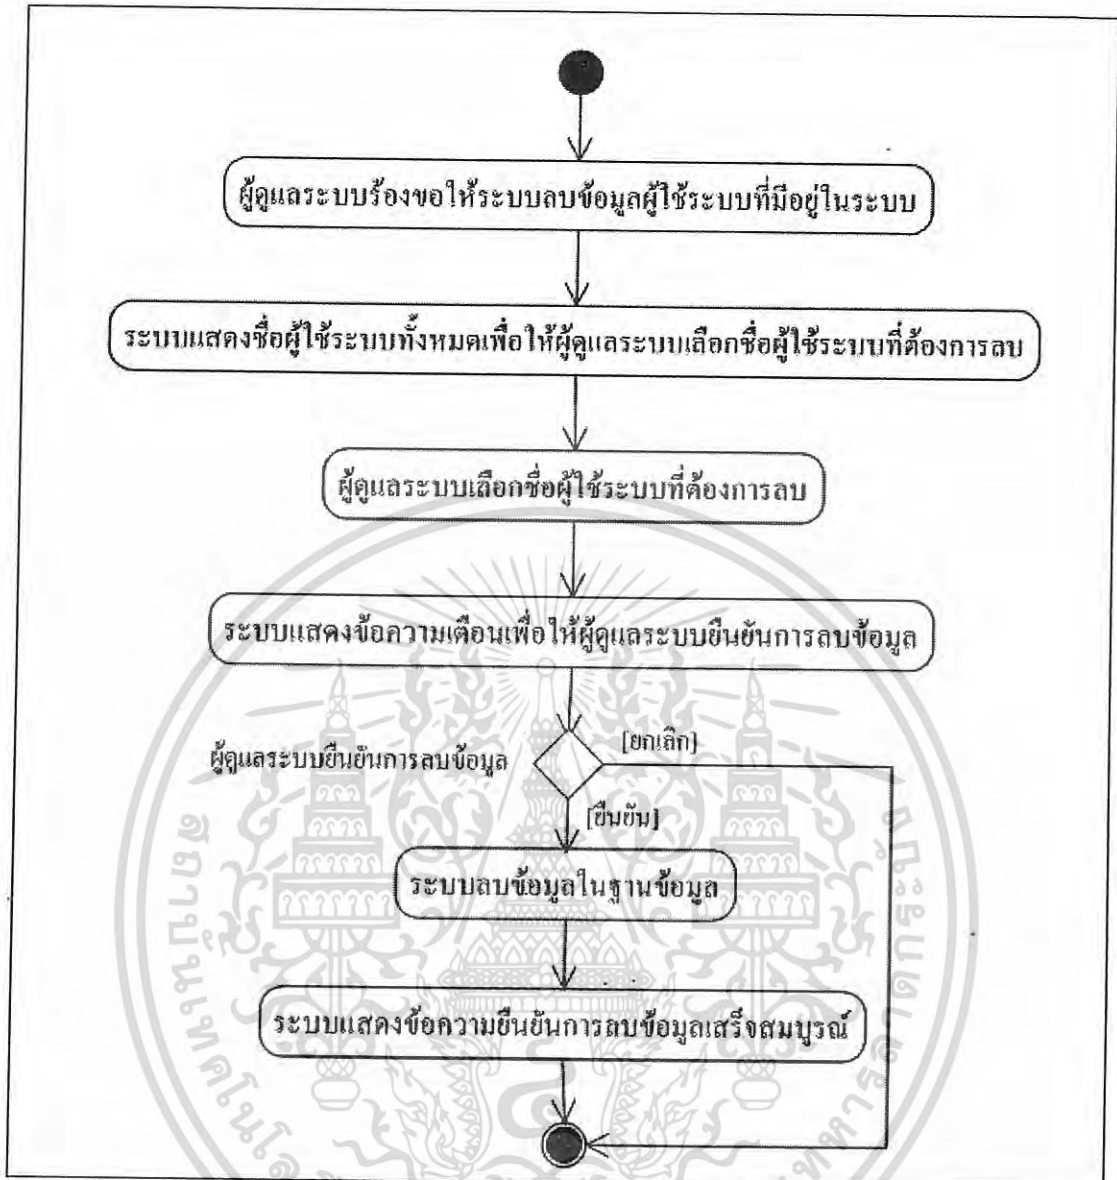 ผู้ดูแลระบบร้องขอให้ระบบลบข้อมูลผู้ใช้ระบบที่มีอยู่ในระบบ
ระบบแสดงชื่อผู้ใช้ระบบทั้งหมดเพื่อให้ผู้ดูแลระบบเลือกชื่อผู้ใช้ระบบที่ต้องการลบ
ผู้ดูแลระบบเลือกชื่อผู้ใช้ระบบที่ต้องการลบ
ระบบแสดงข้อความเตือนเพื่อให้ผู้ดูแลระบบยืนยันการลบข้อมูล
ผู้ดูแลระบบยืนยันการลบข้อมูล
[ยกเลิก]
[ยืนยัน]
ระบบลบข้อมูลในฐานข้อมูล
ระบบแสดงข้อความยืนยันการลบข้อมูลเสร็จสมบูรณ์